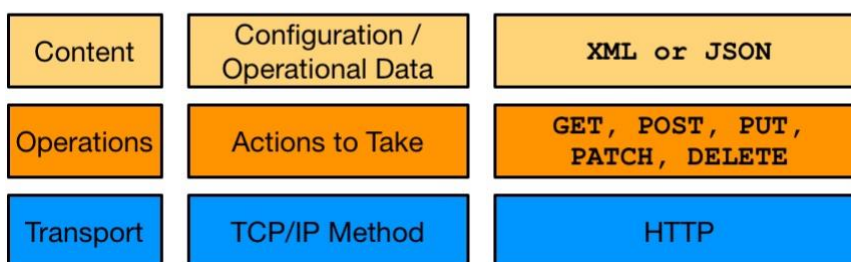 Content
Configuration /
Operational Data
XML or JSON
Operations
Actions to Take
GET, POST, PUT,
PATCH, DELETE
Transport
TCP/IP Method
HTTP